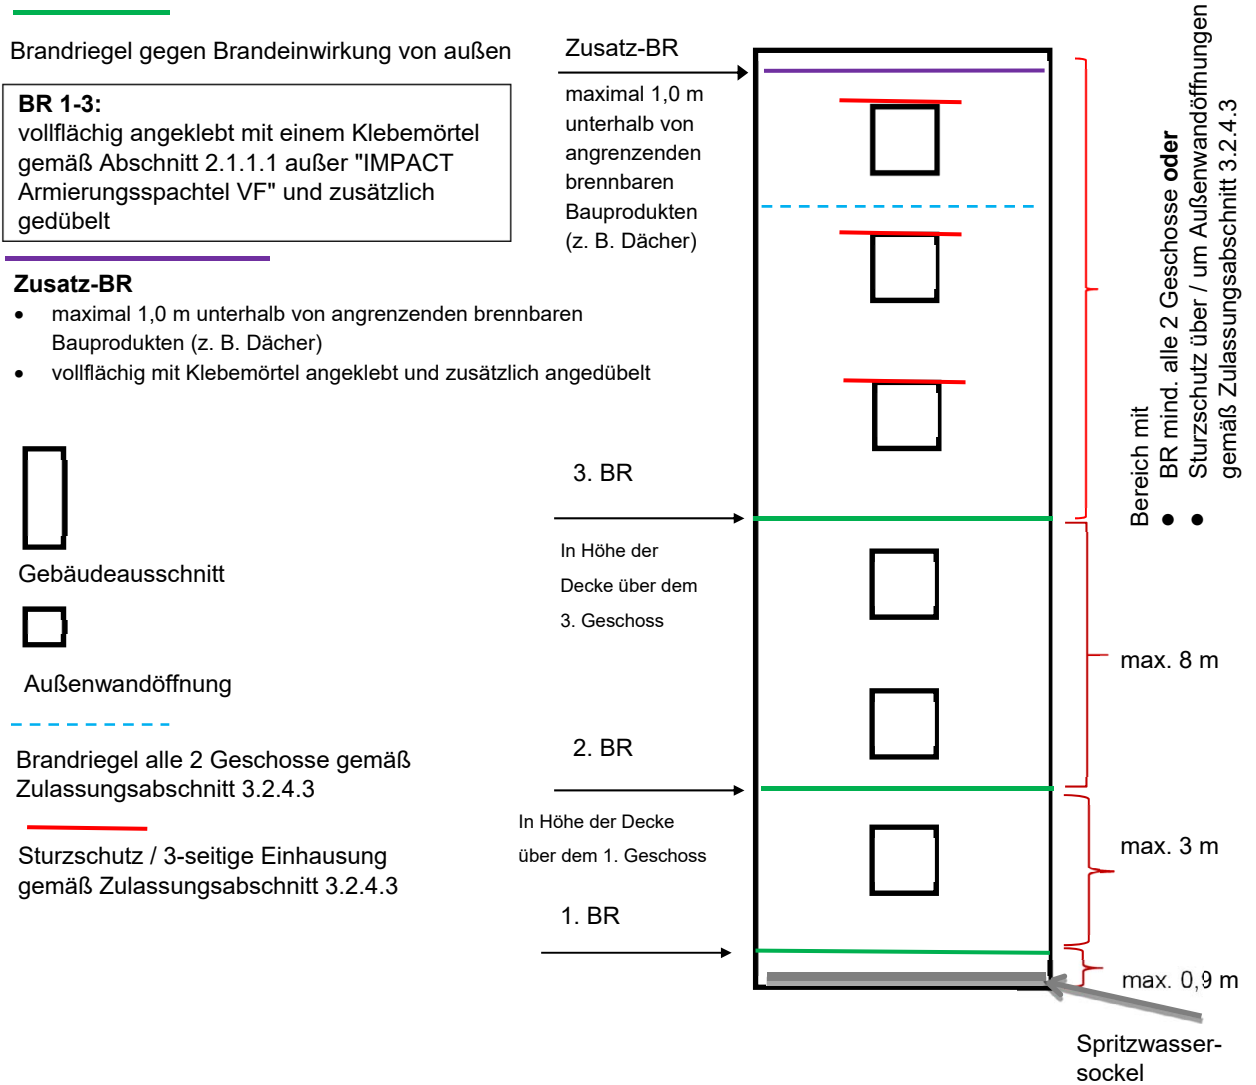 Brandriegel gegen Brandeinwirkung von außen
BR 1-3:
vollflächig angeklebt mit einem Klebemörtel
gemäß Abschnitt 2.1.1.1 außer "IMPACT
Armierungsspachtel VF" und zusätzlich
gedübelt
Zusatz-BR
• maximal 1,0 m unterhalb von angrenzenden brennbaren
Bauprodukten (z. B. Dächer)
• vollflächig mit Klebemörtel angeklebt und zusätzlich angedübelt
Gebäudeausschnitt
Außenwandöffnung
Brandriegel alle 2 Geschosse gemäß
Zulassungsabschnitt 3.2.4.3
Sturzschutz / 3-seitige Einhausung
gemäß Zulassungsabschnitt 3.2.4.3
Zusatz-BR
maximal 1,0 m
unterhalb von
angrenzenden
brennbaren
Bauprodukten
(z. B. Dächer)
3. BR
In Höhe der
Decke über dem
3. Geschoss
2. BR
In Höhe der Decke
über dem 1. Geschoss
1. BR
Bereich mit
• BR mind. alle 2 Geschosse oder
• Sturzschutz über / um Außenwandöffnungen
gemäß Zulassungsabschnitt 3.2.4.3
max. 8 m
max. 3 m
max. 0,9 m
Spritzwasser-
sockel